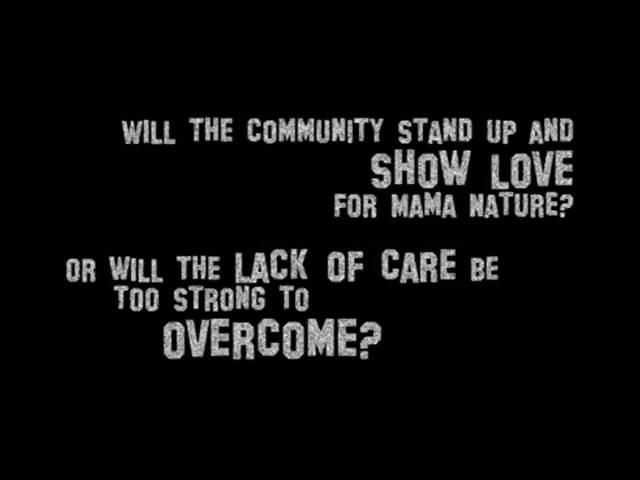 WILL THE COMMUNITY STAND UP AND
SHOW LOVE
FOR MAMA NATURE?
OR WILL THE LACK OF CARE BE
TOO STRONG TO
OVERCOME?